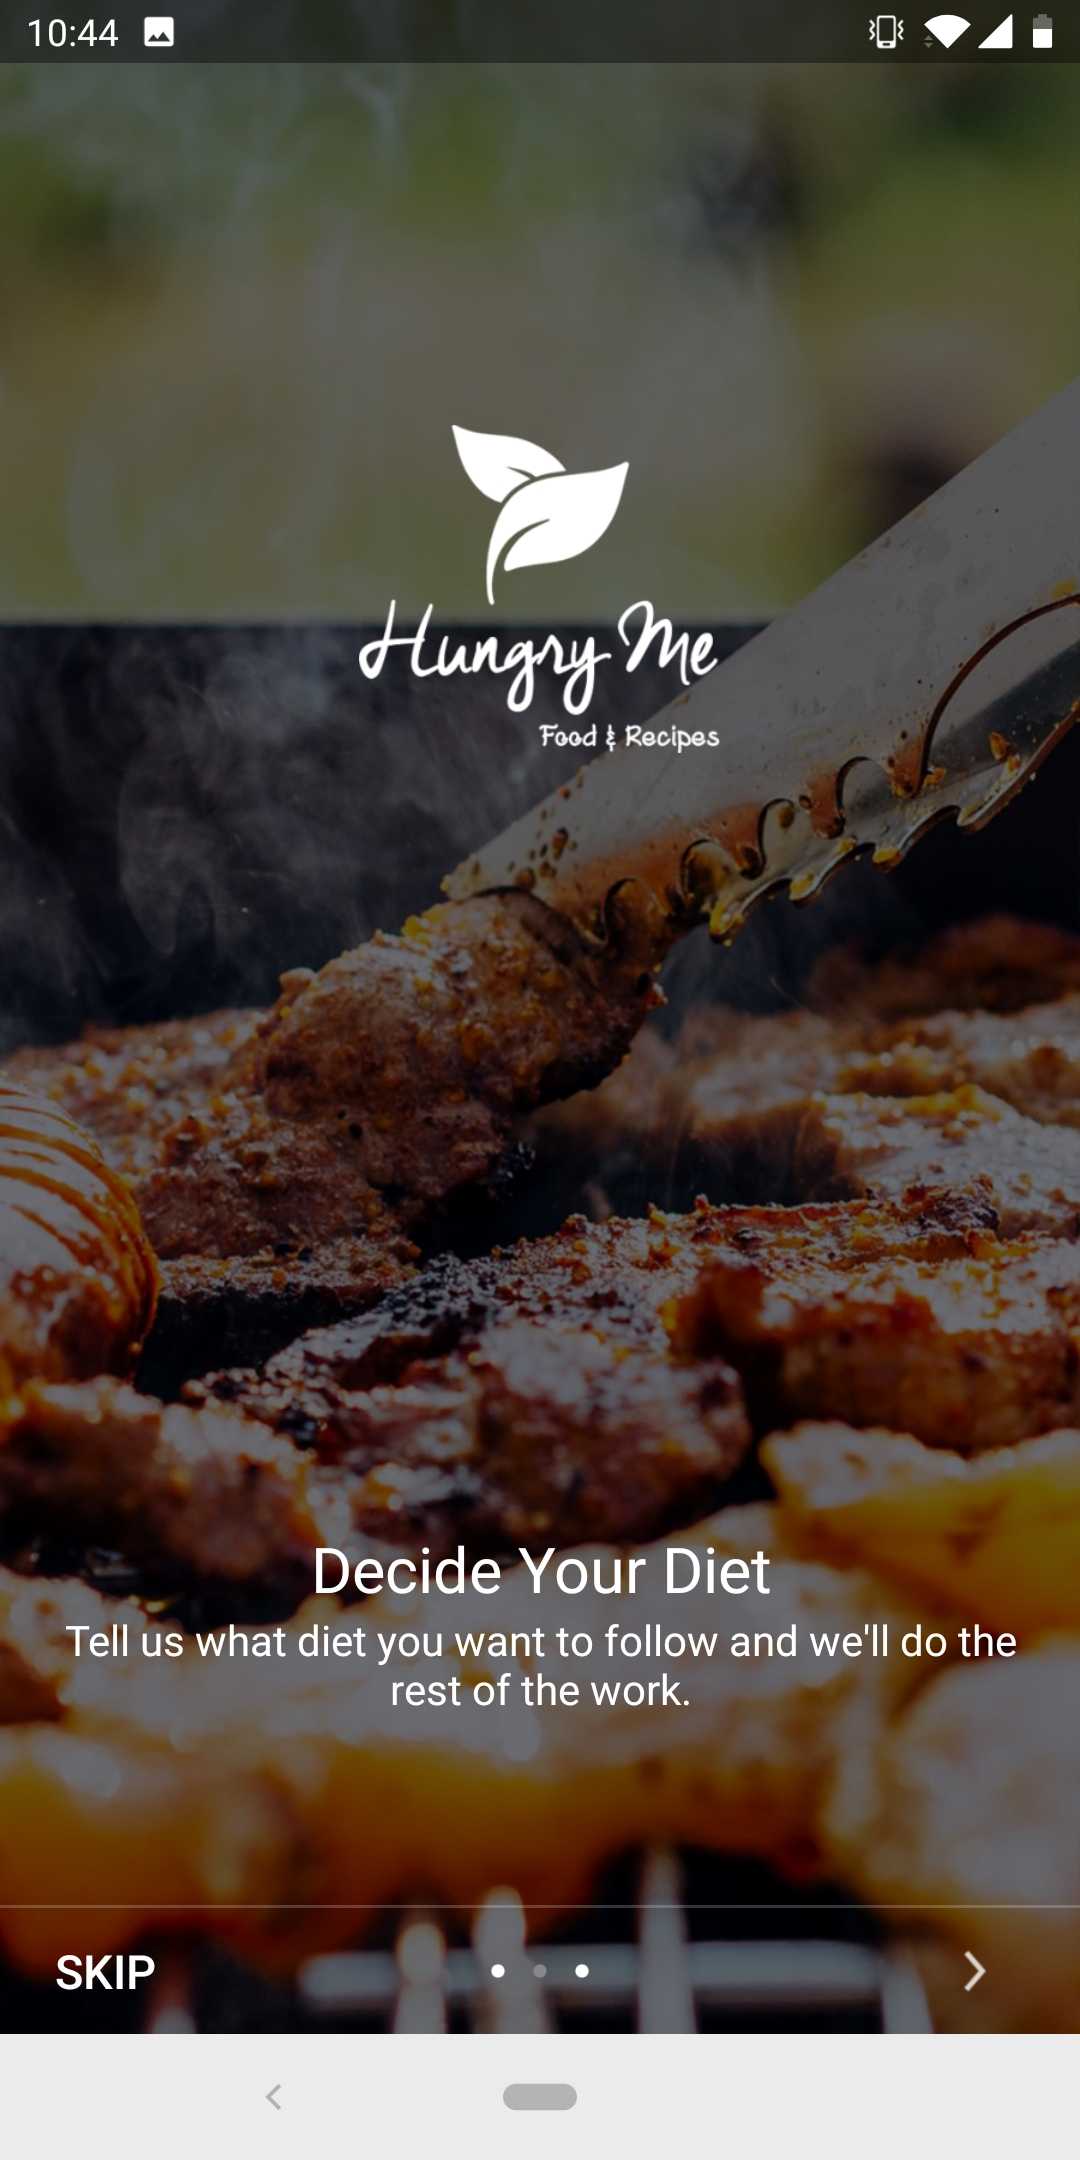 10:44
Hungry Me
Food & Recipes
Decide Your Diet
Tell us what diet you want to follow and we'll do the
rest of the work.
SKIP